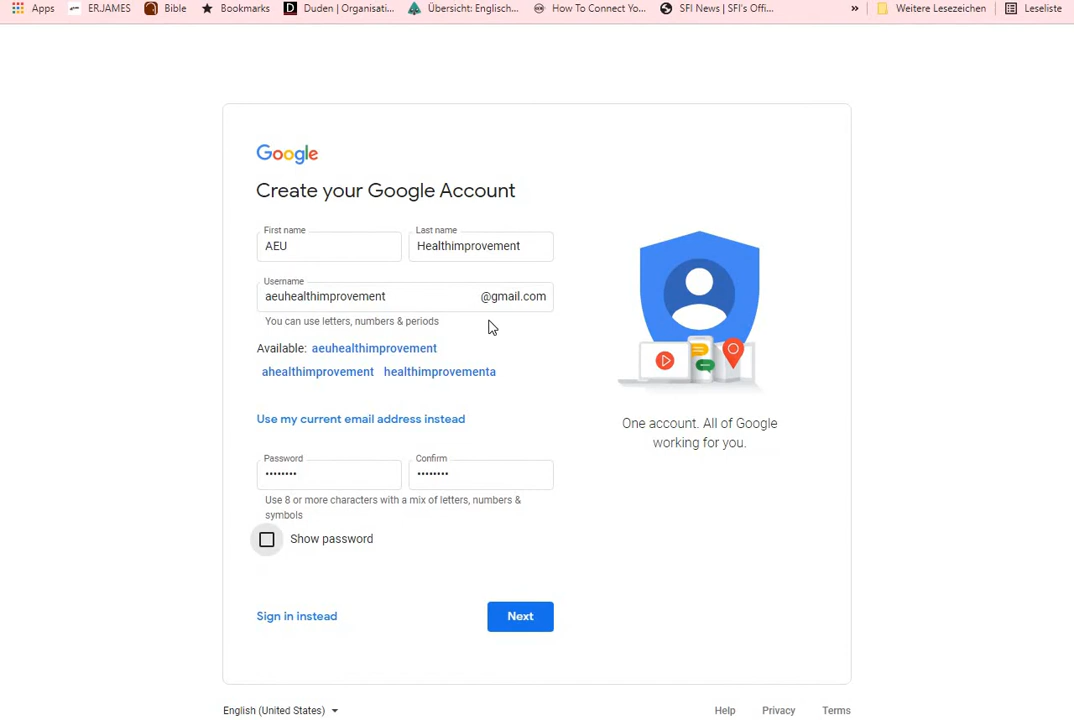 Apps ERJAMES Bible Bookmarks Duden | Organisati... Übersicht: Englisch... How To Connect Yo... SFI News | SFI's Offi... » Weitere Lesezeichen Leseliste
Google
Create your Google Account
First name Last name
AEU Healthimprovement
Username
aeuhealthimprovement @gmail.com
You can use letters, numbers & periods
Available: aeuhealthimprovement
ahealthimprovement healthimprovementa
Use my current email address instead
Password Confirm
•••••••• ••••••••
Use 8 or more characters with a mix of letters, numbers &
symbols
Show password
Sign in instead Next
One account. All of Google
working for you.
English (United States) Help Privacy Terms